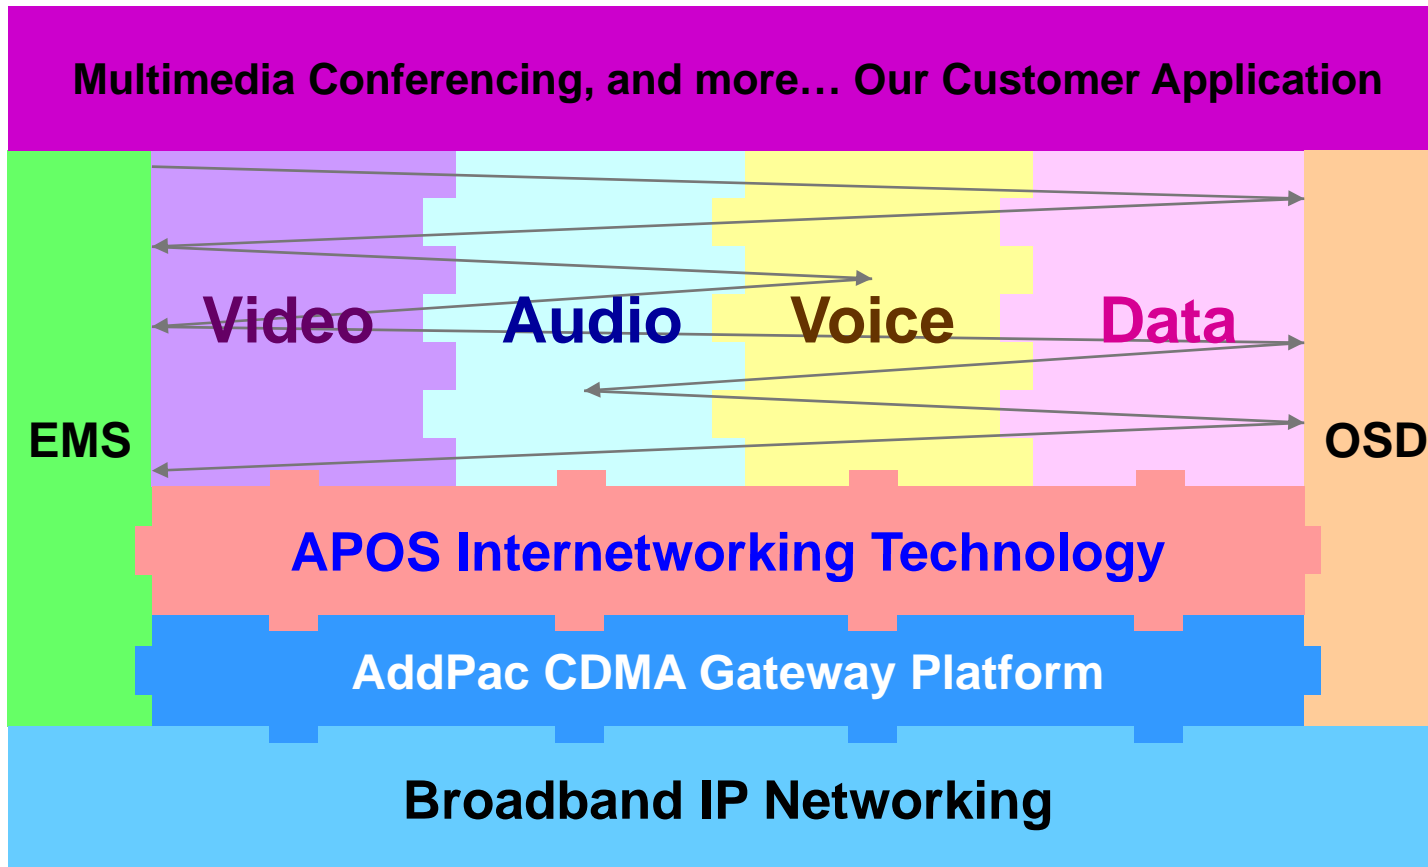 Multimedia Conferencing, and more… Our Customer Application
Video Audio Voice Data
EMS
OSD
APOS Internetworking Technology
AddPac CDMA Gateway Platform
Broadband IP Networking